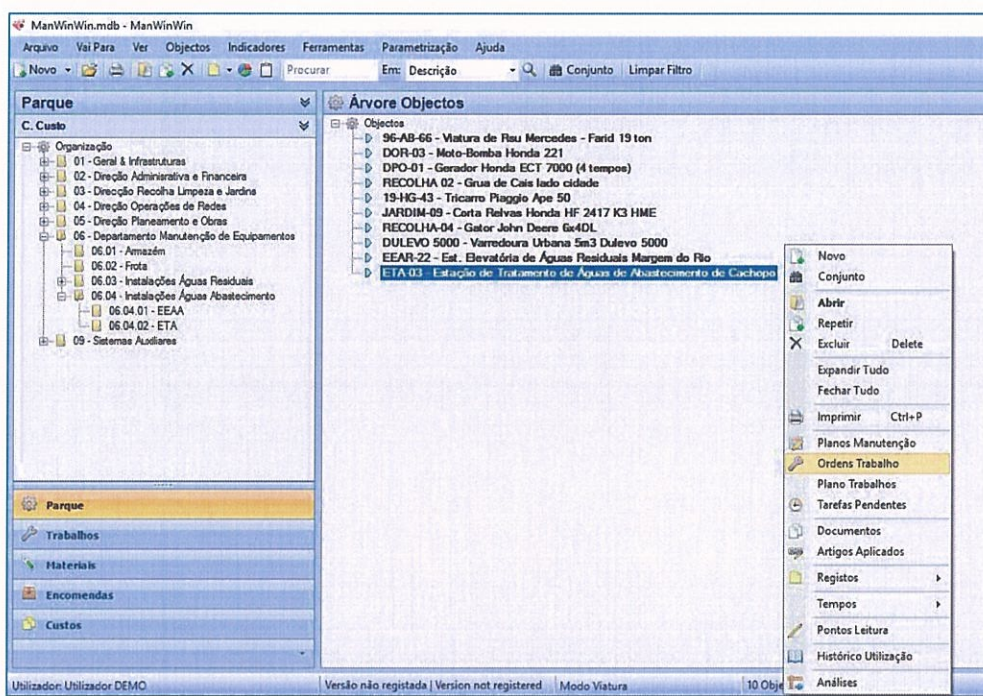 ManWinWin.mdb - ManWinWin
Arquivo Vai Para Ver Objectos Indicadores Ferramentas Parametrização Ajuda
Novo Procurar Em: Descrição Conjunto Limpar Filtro
Parque
C. Custo
Organização
01 - Geral & Infrastruturas
02 - Direção Adminisrativa e Financeira
03 - Direcção Recolha Limpeza e Jardins
04 - Direção Operações de Redes
05 - Direção Planeamento e Obras
06 - Departamento Manutenção de Equipamentos
06.01 - Armazém
06.02 - Frota
06.03 - Instalações Águas Residuais
06.04 - Instalações Águas Abastecimento
06.04.01 - EEAA
06.04.02 - ETA
09 - Sistemas Auxliares
Parque
Trabalhos
Materiais
Encomendas
Custos
Árvore Objectos
Objectos
96-AB-66 - Viatura de Rsu Mercedes - Farid 19 ton
DOR-03 - Moto-Bomba Honda 221
DPO-01 - Gerador Honda ECT 7000 (4 tempos)
RECOLHA 02 - Grua de Cais lado cidade
19-HG-43 - Tricarro Piaggio Ape 50
JARDIM-09 - Corta Relvas Honda HF 2417 K3 HME
RECOLHA-04 - Gator John Deere 6x4DL
DULEVO 5000 - Varredoura Urbana 5m3 Dulevo 5000
EEAR-22 - Est. Elevatória de Águas Residuais Margem do Rio
ETA-03 - Estação de Tratamento de Águas de Abastecimento de Cachopo
Novo
Conjunto
Abrir
Repetir
Excluir Delete
Expandir Tudo
Fechar Tudo
Imprimir Ctrl+P
Planos Manutenção
Ordens Trabalho
Plano Trabalhos
Tarefas Pendentes
Documentos
Artigos Aplicados
Registos
Tempos
Pontos Leitura
Histórico Utilização
Análises
Utilizador: Utilizador DEMO Versão não registada | Version not registered Modo Viatura 10 Obje